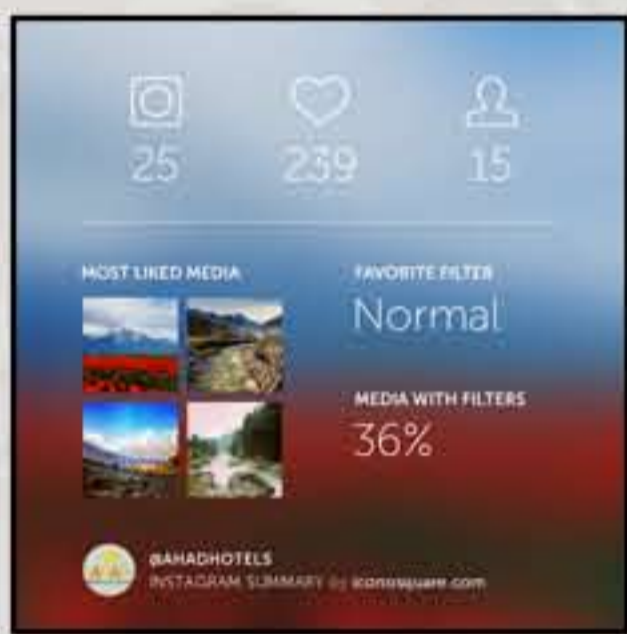 25 239 15
MOST LIKED MEDIA
FAVORITE FILTER
Normal
MEDIA WITH FILTERS
36%
@AHADHOTELS
INSTAGRAM SUMMARY by iconosquare.com